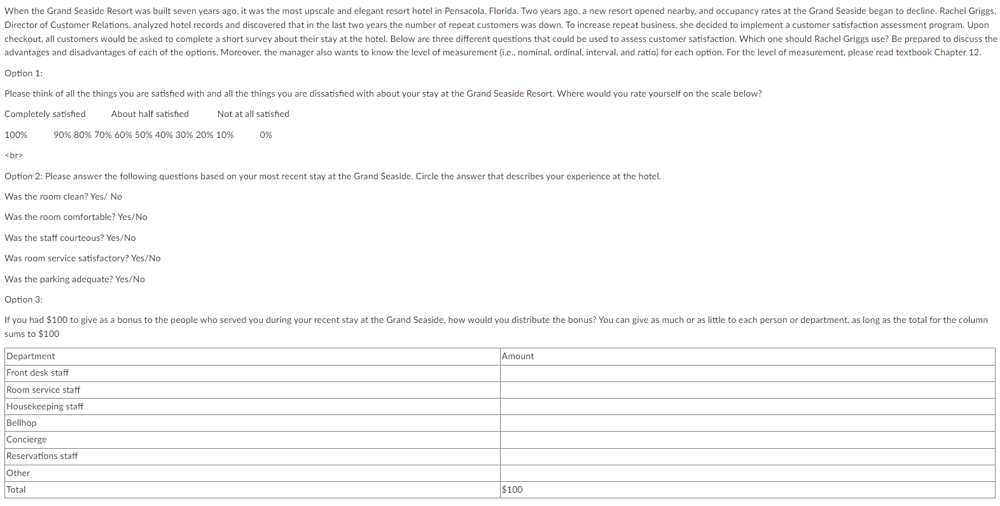 When the Grand Seaside Resort was built seven years ago, it was the most upscale and elegant resort hotel in Pensacola, Florida. Two years ago, a new resort opened nearby, and occupancy rates at the Grand Seaside began to decline. Rachel Griggs,
Director of Customer Relations, analyzed hotel records and discovered that in the last two years the number of repeat customers was down. To increase repeat business, she decided to implement a customer satisfaction assessment program. Upon
checkout, all customers would be asked to complete a short survey about their stay at the hotel. Below are three different questions that could be used to assess customer satisfaction. Which one should Rachel Griggs use? Be prepared to discuss the
advantages and disadvantages of each of the options. Moreover, the manager also wants to know the level of measurement (i.e., nominal, ordinal, interval, and ratio) for each option. For the level of measurement, please read textbook Chapter 12.
Option 1:
Please think of all the things you are satisfied with and all the things you are dissatisfied with about your stay at the Grand Seaside Resort. Where would you rate yourself on the scale below?
Completely satisfied About half satisfied Not at all satisfied
100% 90% 80% 70% 60% 50% 40% 30% 20% 10% 0%
<br>
Option 2: Please answer the following questions based on your most recent stay at the Grand Seaside. Circle the answer that describes your experience at the hotel.
Was the room clean? Yes/ No
Was the room comfortable? Yes/No
Was the staff courteous? Yes/No
Was room service satisfactory? Yes/No
Was the parking adequate? Yes/No
Option 3:
If you had $100 to give as a bonus to the people who served you during your recent stay at the Grand Seaside, how would you distribute the bonus? You can give as much or as little to each person or department, as long as the total for the column
sums to $100
Department Amount
Front desk staff
Room service staff
Housekeeping staff
Bellhop
Concierge
Reservations staff
Other
Total $100